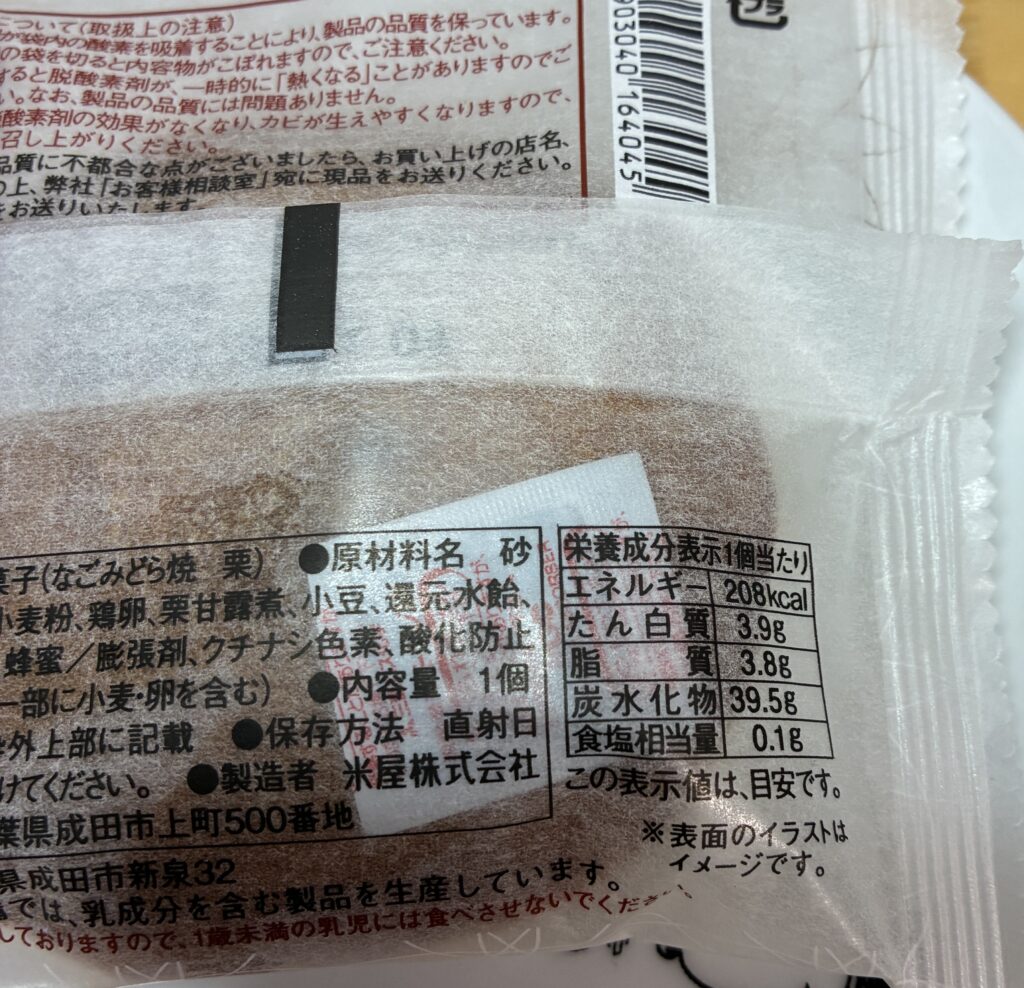 について(取扱上の注意)
が袋内の酸素を吸着することにより、製品の品質を保っています。
の袋を切ると内容物がこぼれますので、ご注意ください。
すると脱酸素剤が、一時的に「熱くなる」ことがありますのでご
い。なお、製品の品質には問題ありません。
酸素剤の効果がなくなり、カビが生えやすくなりますので、
召し上がりください。
品質に不都合な点がございましたら、お買い上げの店名、
の上、弊社「お客様相談室」宛に現品をお送りください。
をお送りいたします
903040 164045
プラ
菓子(なごみどら焼 栗) ●原材料名 砂
小麦粉、鶏卵、栗甘露煮、小豆、還元水飴、
蜂蜜/膨張剤、クチナシ色素、酸化防止
一部に小麦・卵を含む) ●内容量 1個
外上部に記載 ●保存方法 直射日
けてください。 ●製造者 米屋株式会社
葉県成田市上町500番地
県成田市新泉32
では、乳成分を含む製品を生産しています。
しておりますので、1歳未満の乳児には食べさせないでくだ
栄養成分表示1個当たり
エネルギー 208kcal
たん白質 3.9g
脂質 3.8g
炭水化物 39.5g
食塩相当量 0.1g
この表示値は、目安です。
※表面のイラストは
イメージです。